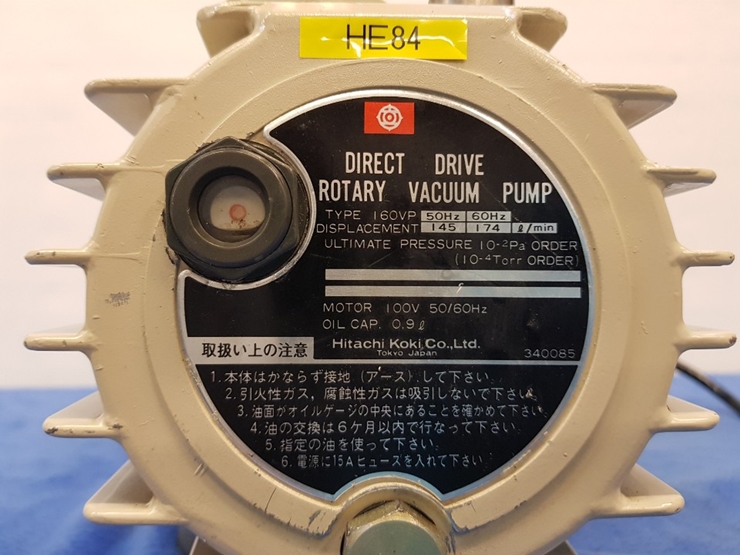 HE84
DIRECT DRIVE
ROTARY VACUUM PUMP
TYPE 160VP 50Hz 60Hz
DISPLACEMENT 145 174 ℓ/min
ULTIMATE PRESSURE 10-2Pa ORDER
(10-4Torr ORDER)
MOTOR 100V 50/60Hz
OIL CAP. 0.9ℓ
Hitachi Koki Co.,Ltd.
Tokyo Japan
340085
取扱い上の注意
1.本体はかならず接地(アース)して下さい.
2.引火性ガス,腐蝕性ガスは吸引しないで下さい.
3.油面がオイルゲージの中央にあることを確かめて下さい.
4.油の交換は6ケ月以内で行なって下さい.
5.指定の油を使って下さい.
6.電源に15Aヒューズを入れて下さい.